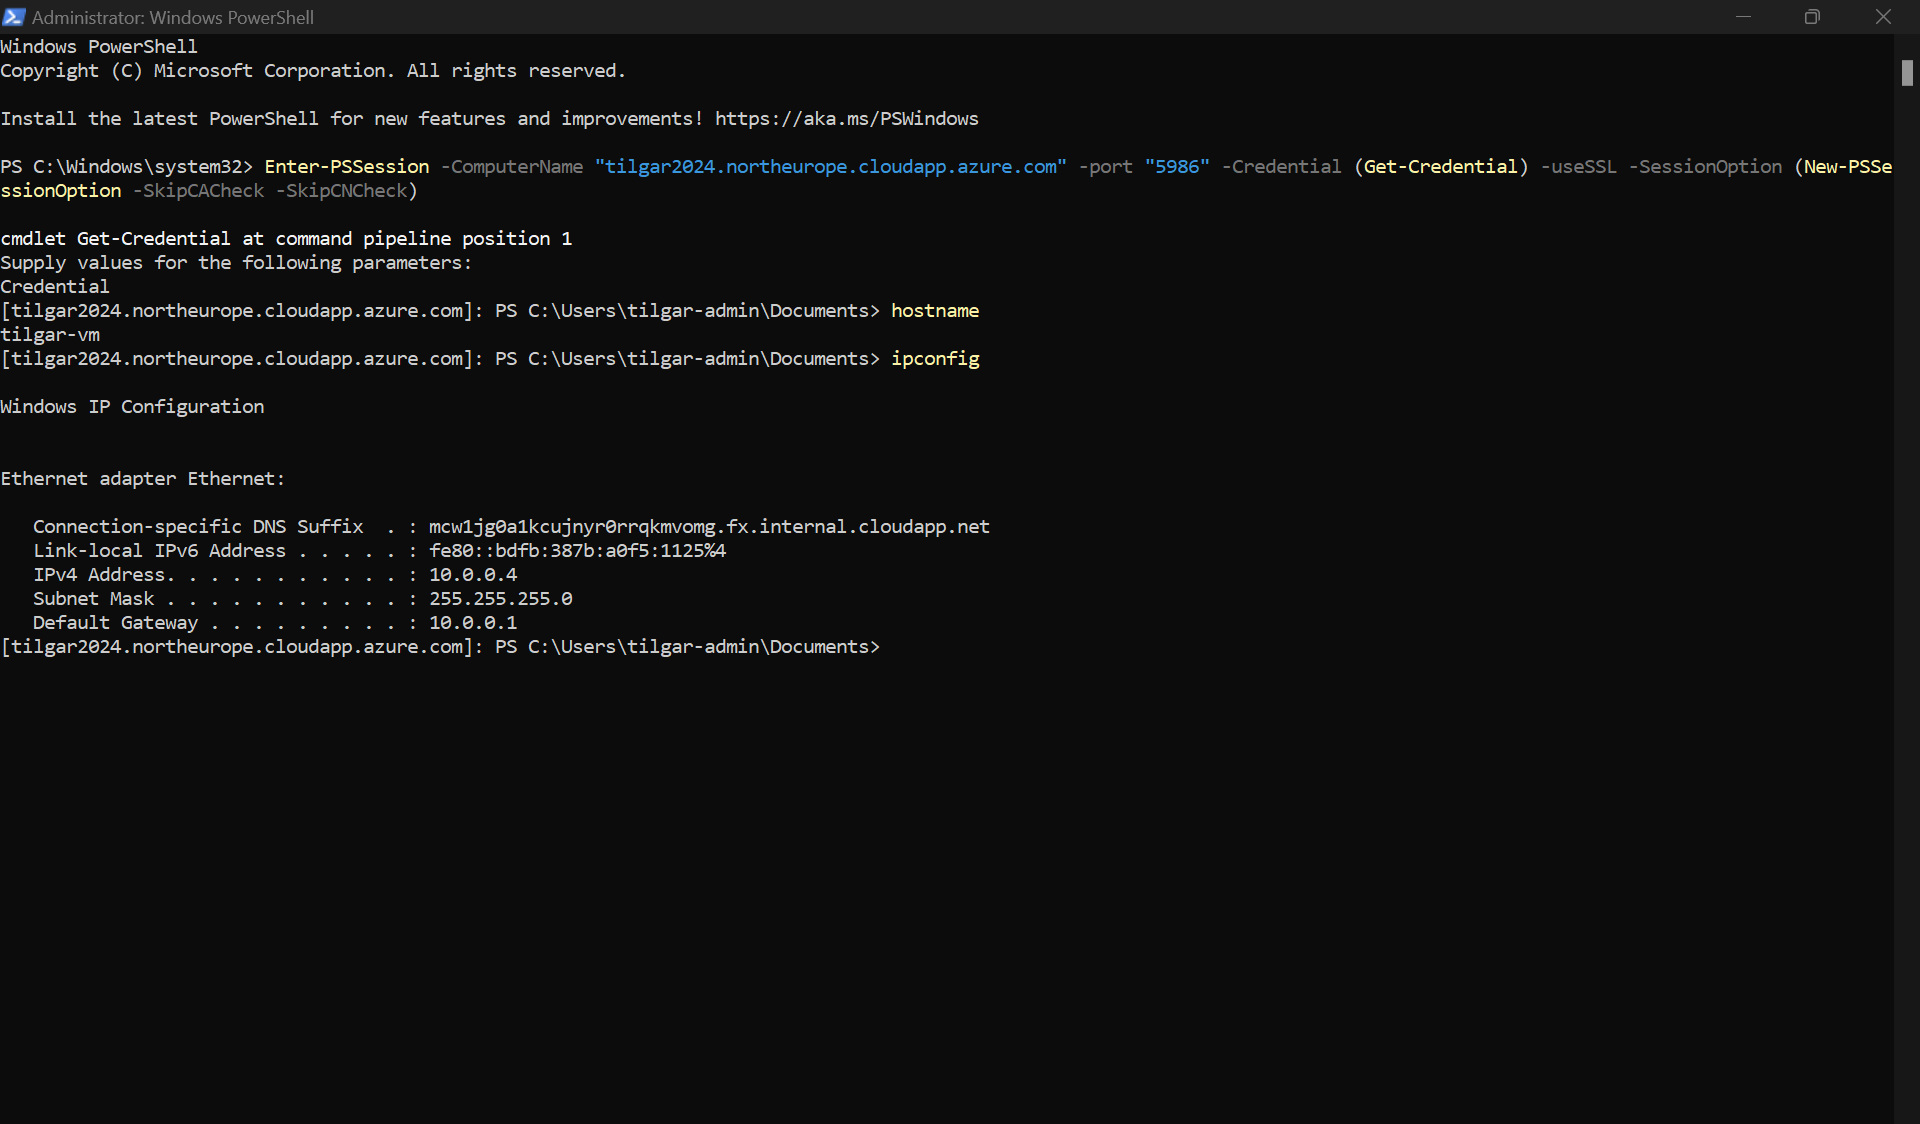 Administrator: Windows PowerShell
Windows PowerShell
Copyright (C) Microsoft Corporation. All rights reserved.
Install the latest PowerShell for new features and improvements! https://aka.ms/PSWindows
PS C:\Windows\system32> Enter-PSSession -ComputerName "tilgar2024.northeurope.cloudapp.azure.com" -port "5986" -Credential (Get-Credential) -useSSL -SessionOption (New-PSSe
ssionOption -SkipCACheck -SkipCNCheck)
cmdlet Get-Credential at command pipeline position 1
Supply values for the following parameters:
Credential
[tilgar2024.northeurope.cloudapp.azure.com]: PS C:\Users\tilgar-admin\Documents> hostname
tilgar-vm
[tilgar2024.northeurope.cloudapp.azure.com]: PS C:\Users\tilgar-admin\Documents> ipconfig
Windows IP Configuration
Ethernet adapter Ethernet:
   Connection-specific DNS Suffix  . : mcw1jg0a1kcujnyr0rrqkmvomg.fx.internal.cloudapp.net
   Link-local IPv6 Address . . . . . : fe80::bdfb:387b:a0f5:1125%4
   IPv4 Address. . . . . . . . . . . : 10.0.0.4
   Subnet Mask . . . . . . . . . . . : 255.255.255.0
   Default Gateway . . . . . . . . . : 10.0.0.1
[tilgar2024.northeurope.cloudapp.azure.com]: PS C:\Users\tilgar-admin\Documents>